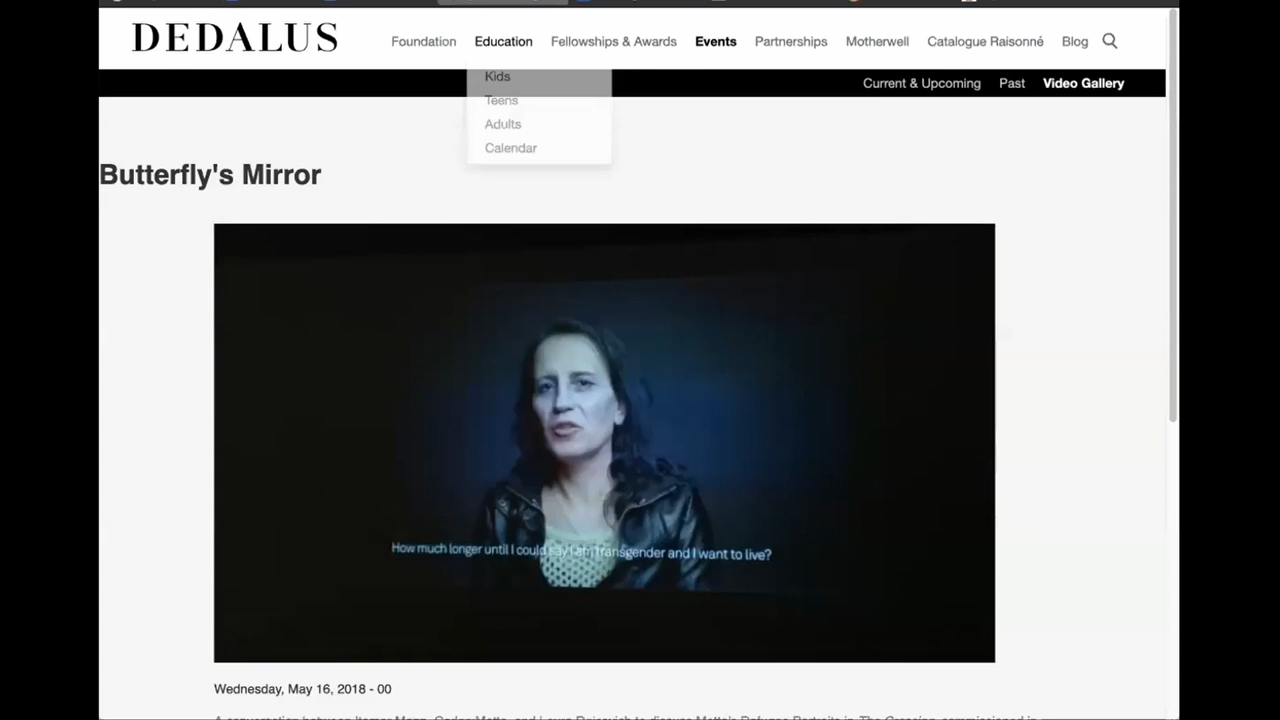 DEDALUS
Foundation Education Fellowships & Awards Events Partnerships Motherwell Catalogue Raisonné Blog
Current & Upcoming Past Video Gallery
Kids
Teens
Adults
Calendar
Butterfly's Mirror
How much longer until I could say I am transgender and I want to live?
Wednesday, May 16, 2018 - 00